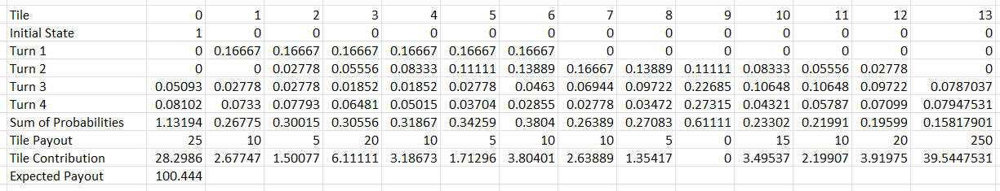 Tile 0 1 2 3 4 5 6 7 8 9 10 11 12 13
Initial State 1 0 0 0 0 0 0 0 0 0 0 0 0 0
Turn 1 0 0.16667 0.16667 0.16667 0.16667 0.16667 0.16667 0 0 0 0 0 0 0
Turn 2 0 0 0.02778 0.05556 0.08333 0.11111 0.13889 0.16667 0.13889 0.11111 0.08333 0.05556 0.02778 0
Turn 3 0.05093 0.02778 0.02778 0.01852 0.01852 0.02778 0.0463 0.06944 0.09722 0.22685 0.10648 0.10648 0.09722 0.0787037
Turn 4 0.08102 0.0733 0.07793 0.06481 0.05015 0.03704 0.02855 0.02778 0.03472 0.27315 0.04321 0.05787 0.07099 0.07947531
Sum of Probabilities 1.13194 0.26775 0.30015 0.30556 0.31867 0.34259 0.3804 0.26389 0.27083 0.61111 0.23302 0.21991 0.19599 0.15817901
Tile Payout 25 10 5 20 10 5 10 10 5 0 15 10 20 250
Tile Contribution 28.2986 2.67747 1.50077 6.11111 3.18673 1.71296 3.80401 2.63889 1.35417 0 3.49537 2.19907 3.91975 39.5447531
Expected Payout 100.444